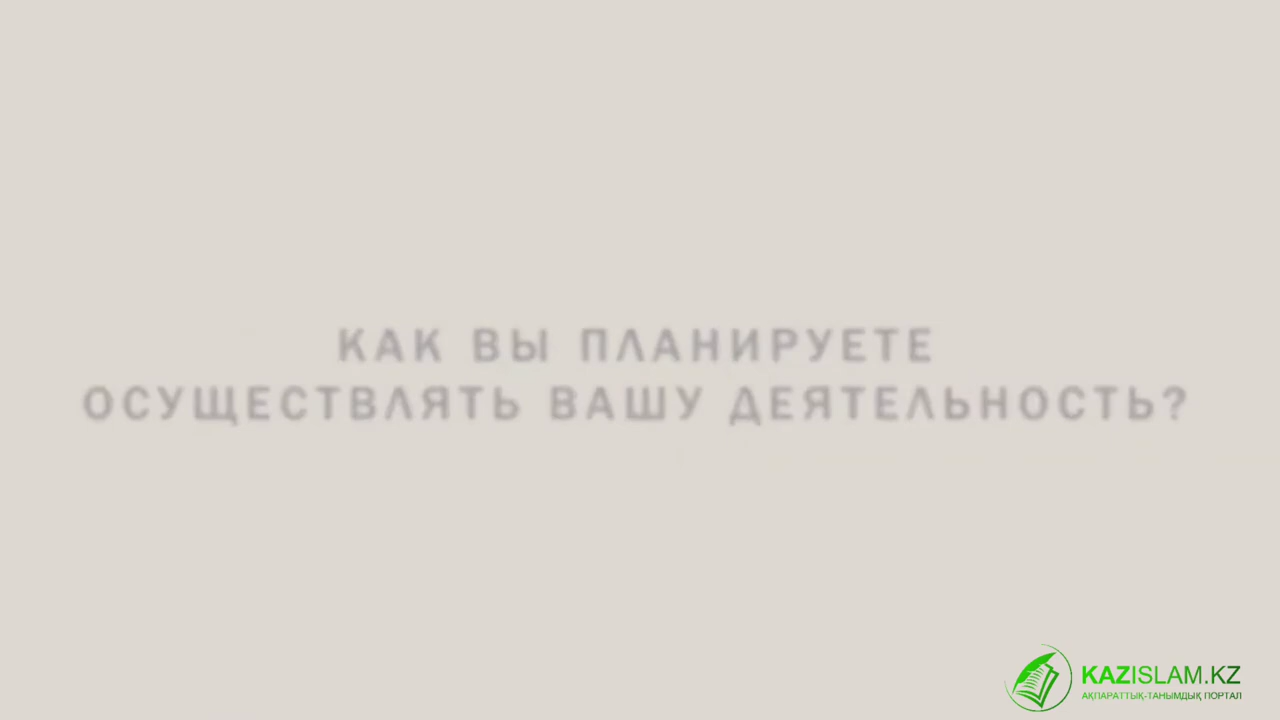 КАК ВЫ ПЛАНИРУЕТЕ
ОСУЩЕСТВЛЯТЬ ВАШУ ДЕЯТЕЛЬНОСТЬ?
KAZISLAM.KZ
АҚПАРАТТЫҚ-ТАНЫМДЫҚ ПОРТАЛ